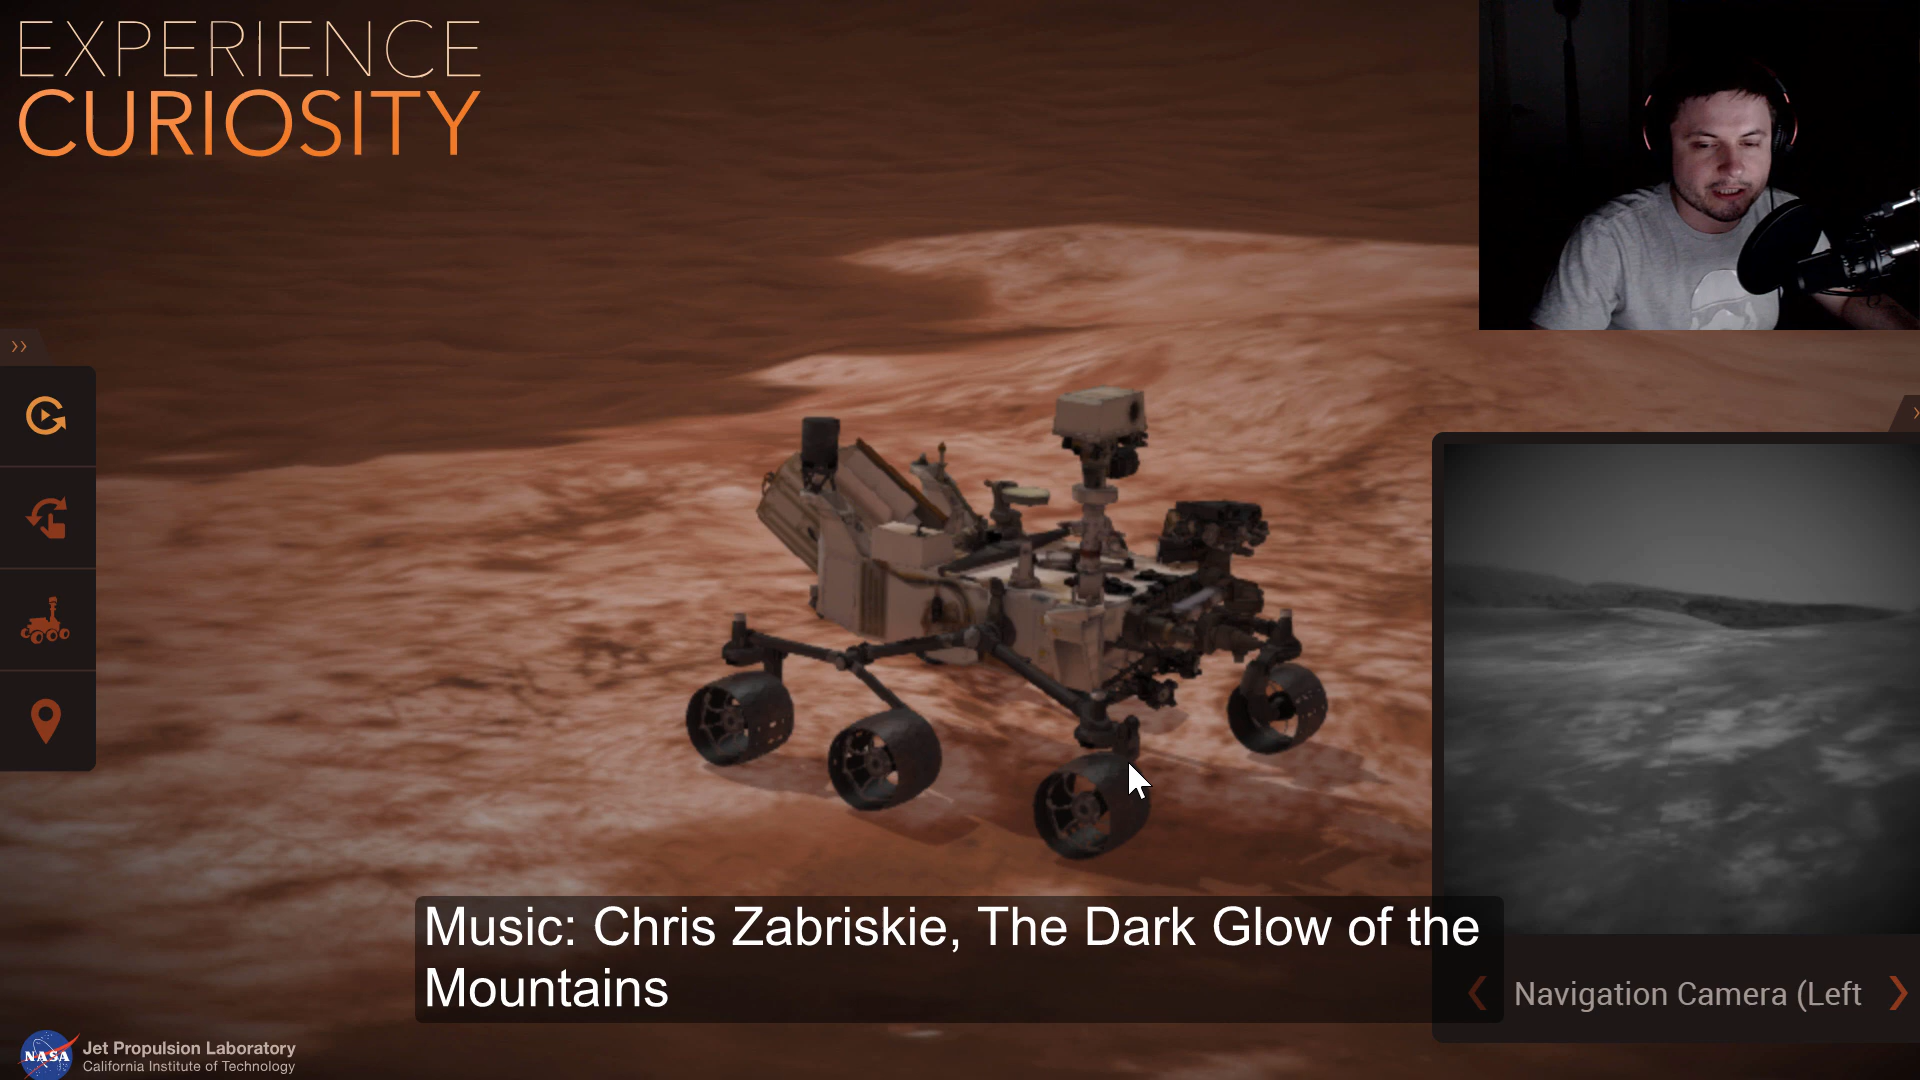 EXPERIENCE
CURIOSITY
Music: Chris Zabriskie, The Dark Glow of the
Mountains
Navigation Camera (Left
NASA
Jet Propulsion Laboratory
California Institute of Technology